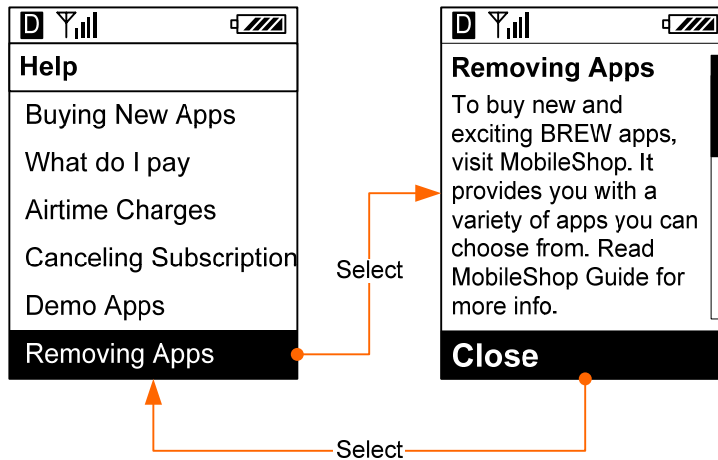 D
Help
Buying New Apps
What do I pay
Airtime Charges
Canceling Subscription
Demo Apps
Removing Apps
Select
D
Removing Apps
To buy new and
exciting BREW apps,
visit MobileShop. It
provides you with a
variety of apps you can
choose from. Read
MobileShop Guide for
more info.
Close
Select